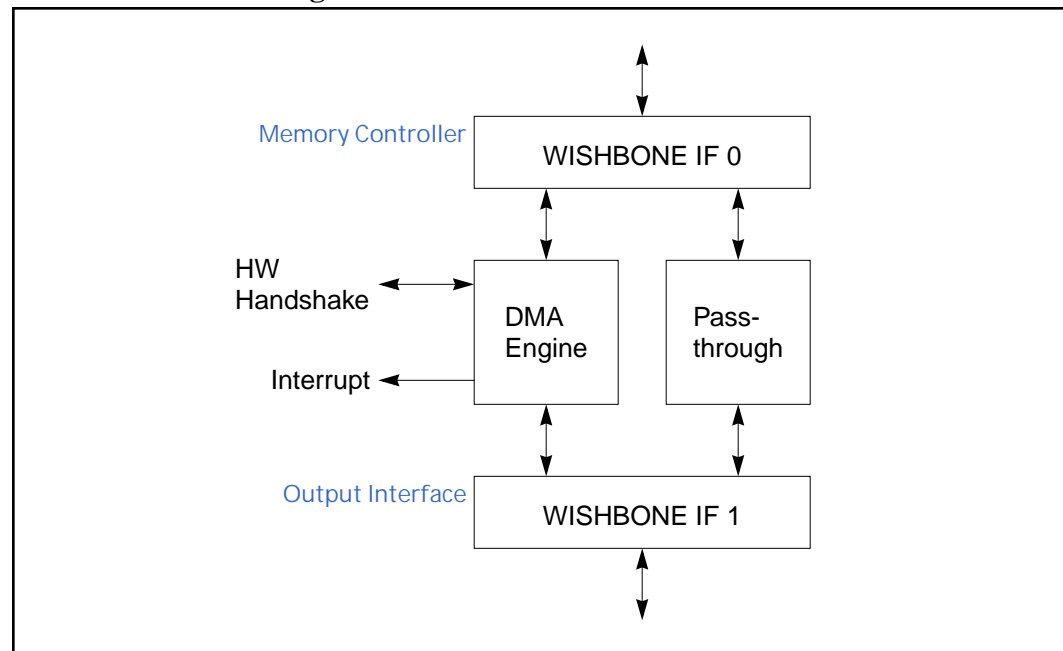 Memory Controller
WISHBONE IF 0
HW
Handshake
DMA
Engine
Pass-
through
Interrupt
Output Interface
WISHBONE IF 1